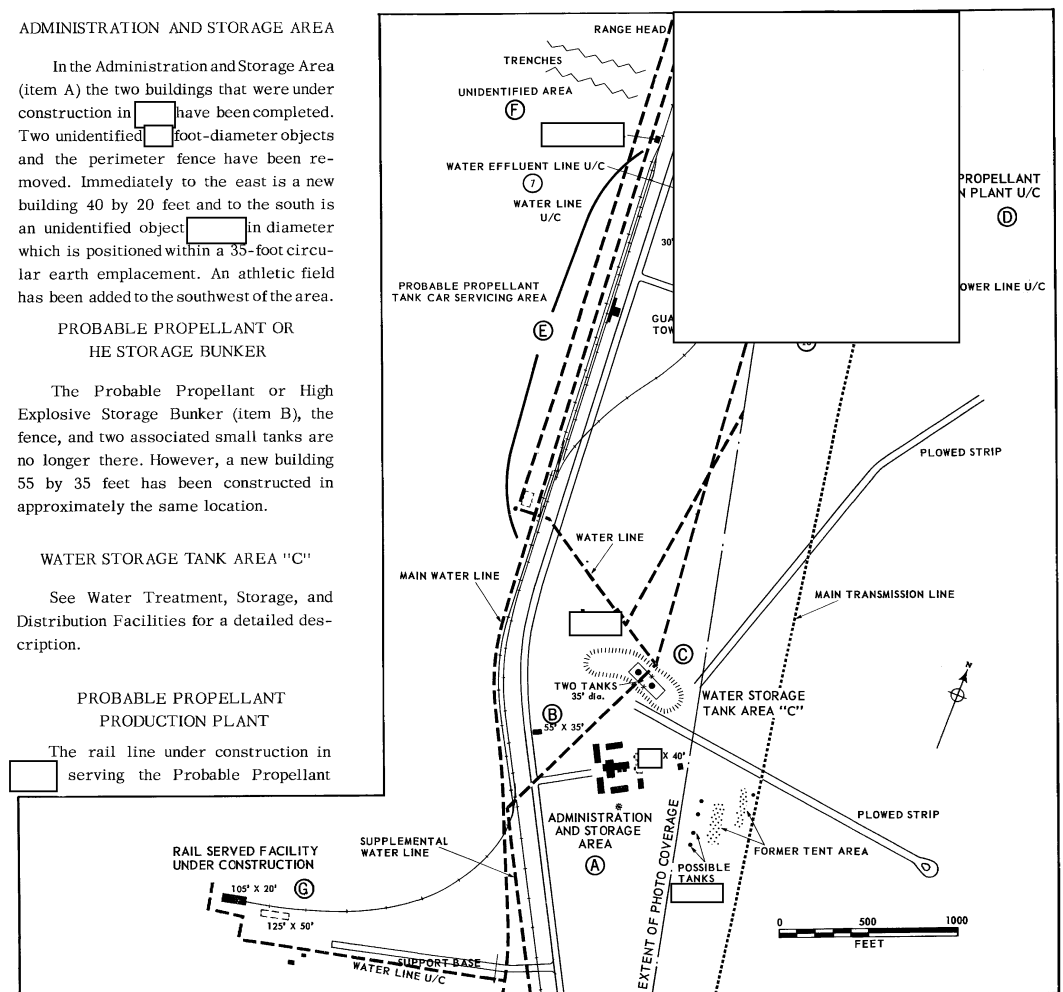 ADMINISTRATION AND STORAGE AREA
In the Administration and Storage Area
(item A) the two buildings that were under
construction in have been completed.
Two unidentified foot-diameter objects
and the perimeter fence have been re-
moved. Immediately to the east is a new
building 40 by 20 feet and to the south is
an unidentified object in diameter
which is positioned within a 35-foot circu-
lar earth emplacement. An athletic field
has been added to the southwest of the area.
PROBABLE PROPELLANT OR
HE STORAGE BUNKER
The Probable Propellant or High
Explosive Storage Bunker (item B), the
fence, and two associated small tanks are
no longer there. However, a new building
55 by 35 feet has been constructed in
approximately the same location.
WATER STORAGE TANK AREA "C"
See Water Treatment, Storage, and
Distribution Facilities for a detailed des-
cription.
PROBABLE PROPELLANT
PRODUCTION PLANT
The rail line under construction in
serving the Probable Propellant
RANGE HEAD
TRENCHES
UNIDENTIFIED AREA
F
WATER EFFLUENT LINE U/C
7
WATER LINE
U/C
30'
PROPELLANT
N PLANT U/C
D
OWER LINE U/C
PROBABLE PROPELLANT
TANK CAR SERVICING AREA
E
GUA
TOW
PLOWED STRIP
WATER LINE
MAIN WATER LINE
MAIN TRANSMISSION LINE
C
TWO TANKS
35' dia.
WATER STORAGE
TANK AREA "C"
N
B
55' X 35'
X 40'
ADMINISTRATION
AND STORAGE
AREA
A
PLOWED STRIP
FORMER TENT AREA
POSSIBLE
TANKS
EXTENT OF PHOTO COVERAGE
SUPPLEMENTAL
WATER LINE
RAIL SERVED FACILITY
UNDER CONSTRUCTION
G
105' X 20'
125' X 50'
SUPPORT BASE
WATER LINE U/C
0 500 1000
FEET